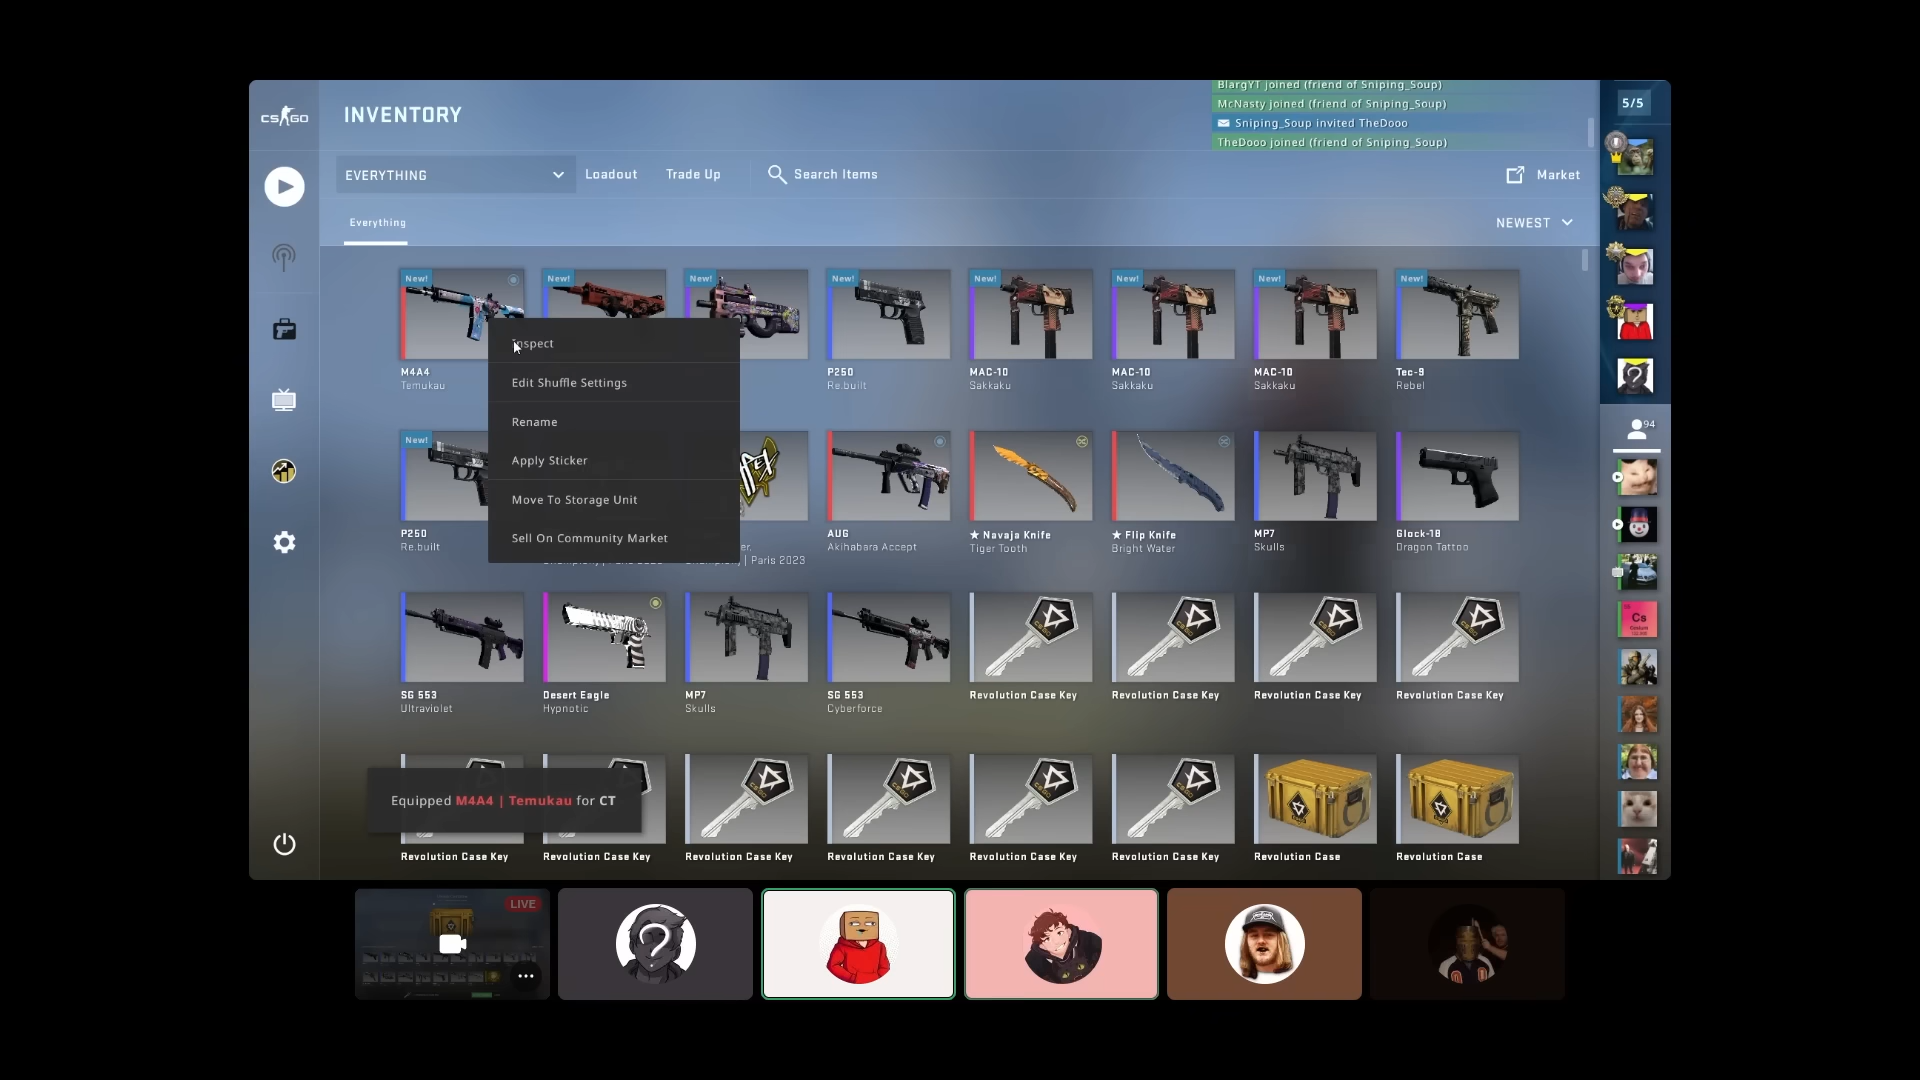 CS GO
INVENTORY
BlargYT joined (friend of Sniping_Soup)
McNasty joined (friend of Sniping_Soup)
Sniping_Soup invited TheDooo
TheDooo joined (friend of Sniping_Soup)
5/5
EVERYTHING
Loadout
Trade Up
Search Items
Market
Everything
NEWEST
New!
New!
New!
New!
New!
New!
New!
New!
M4A4
Temukau
P250
Re.built
MAC-10
Sakkaku
MAC-10
Sakkaku
MAC-10
Sakkaku
Tec-9
Rebel
Inspect
Edit Shuffle Settings
Rename
Apply Sticker
Move To Storage Unit
Sell On Community Market
94
New!
P250
Re.built
| Paris 2023
AUG
Akihabara Accept
★ Navaja Knife
Tiger Tooth
★ Flip Knife
Bright Water
MP7
Skulls
Glock-18
Dragon Tattoo
SG 553
Ultraviolet
Desert Eagle
Hypnotic
MP7
Skulls
SG 553
Cyberforce
Revolution Case Key
Revolution Case Key
Revolution Case Key
Revolution Case Key
Cs
Equipped M4A4 | Temukau for CT
Revolution Case Key
Revolution Case Key
Revolution Case Key
Revolution Case Key
Revolution Case Key
Revolution Case Key
Revolution Case
Revolution Case
LIVE